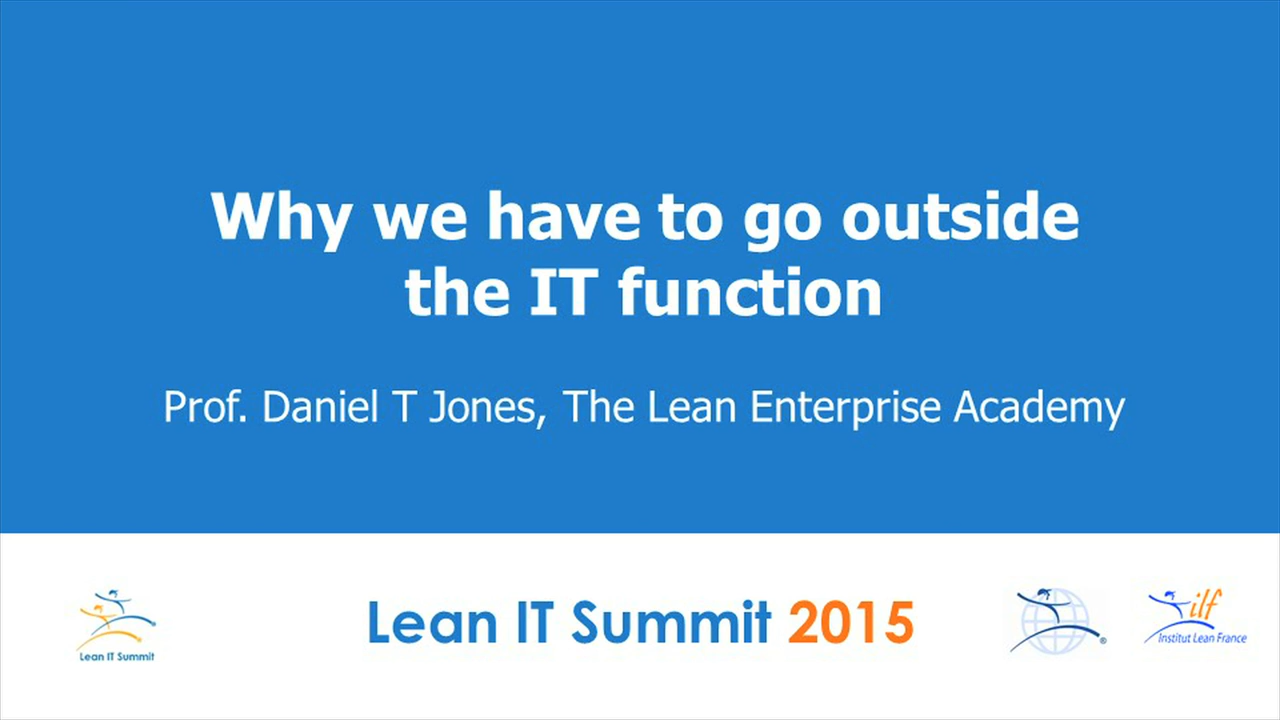 Why we have to go outside
the IT function
Prof. Daniel T Jones, The Lean Enterprise Academy
Lean IT Summit
Lean IT Summit 2015
®
ilf
Institut Lean France